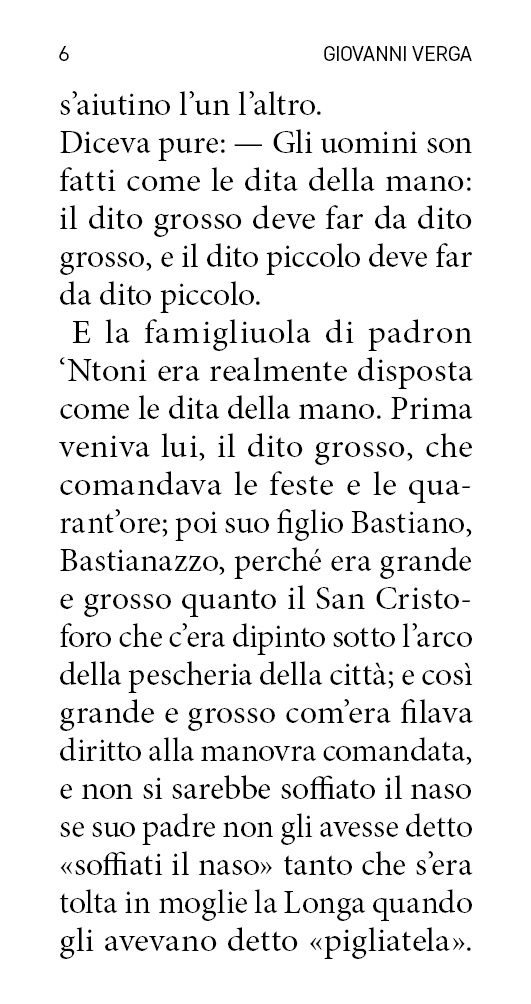 6 GIOVANNI VERGA
s’aiutino l’un l’altro.
Diceva pure: — Gli uomini son
fatti come le dita della mano:
il dito grosso deve far da dito
grosso, e il dito piccolo deve far
da dito piccolo.
E la famigliuola di padron
‘Ntoni era realmente disposta
come le dita della mano. Prima
veniva lui, il dito grosso, che
comandava le feste e le qua-
rant’ore; poi suo figlio Bastiano,
Bastianazzo, perché era grande
e grosso quanto il San Cristo-
foro che c’era dipinto sotto l’arco
della pescheria della città; e così
grande e grosso com’era filava
diritto alla manovra comandata,
e non si sarebbe soffiato il naso
se suo padre non gli avesse detto
«soffiati il naso» tanto che s’era
tolta in moglie la Longa quando
gli avevano detto «pigliatela».